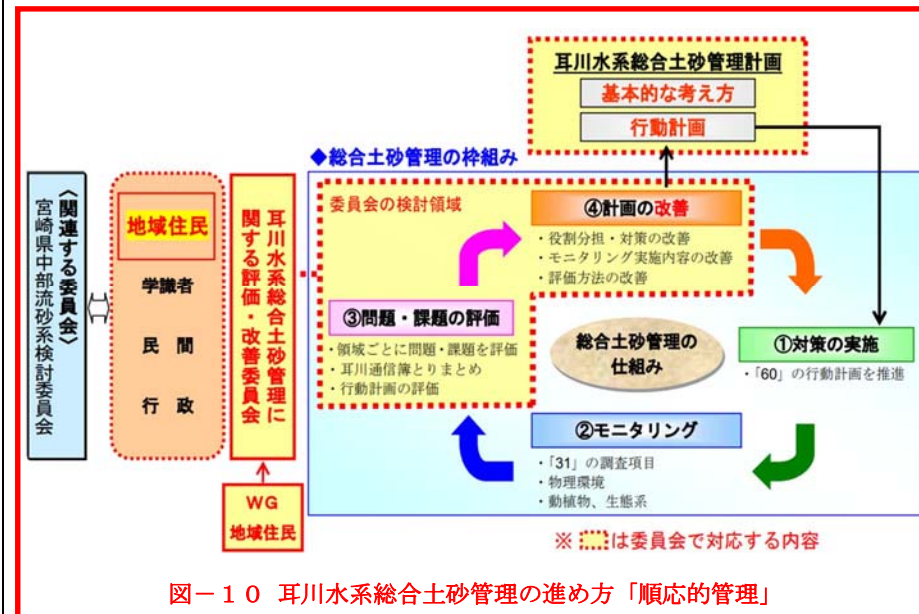 耳川水系総合土砂管理計画
基本的な考え方
行動計画
◆総合土砂管理の枠組み
〈関連する委員会〉
宮崎県中部流砂系検討委員会
地域住民
学識者
民 間
行 政
耳川水系総合土砂管理に
関する評価・改善委員会
WG
地域住民
委員会の検討領域
④計画の改善
・役割分担・対策の改善
・モニタリング実施内容の改善
・評価方法の改善
③問題・課題の評価
・領域ごとに問題・課題を評価
・耳川通信簿とりまとめ
・行動計画の評価
総合土砂管理の
仕組み
①対策の実施
・「60」の行動計画を推進
②モニタリング
・「31」の調査項目
・物理環境
・動植物、生態系
※ は委員会で対応する内容
図-10 耳川水系総合土砂管理の進め方「順応的管理」